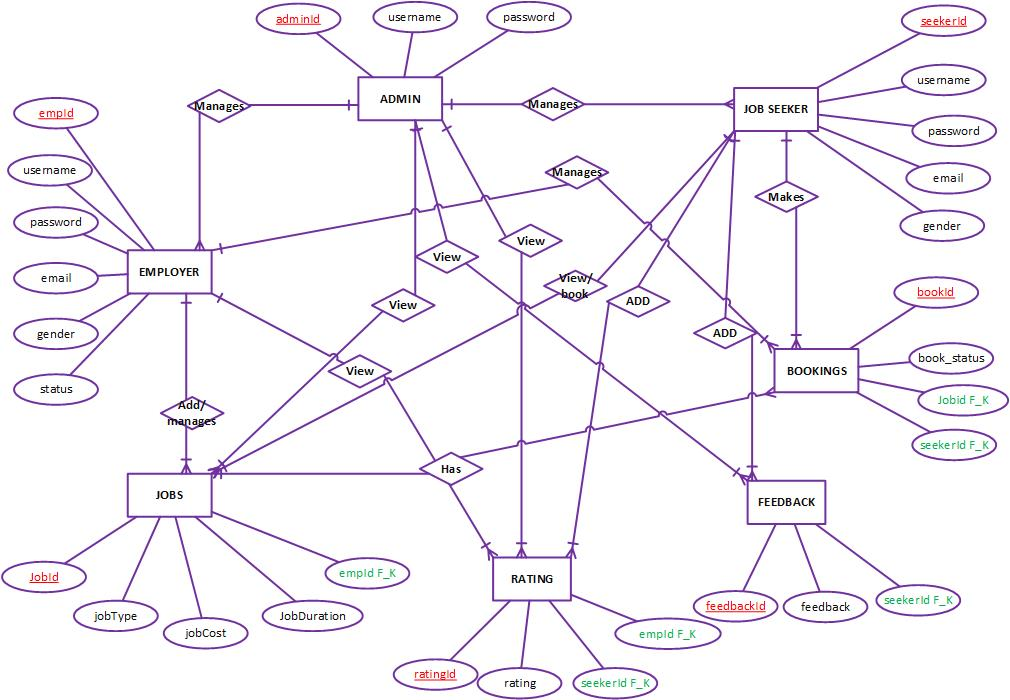 adminId
username
password
seekerId
ADMIN
Manages
Manages
JOB SEEKER
username
empId
password
username
Manages
email
Makes
password
gender
View
View
EMPLOYER
email
View/
book
ADD
bookId
View
gender
ADD
book_status
View
BOOKINGS
status
Jobid F_K
Add/
manages
seekerId F_K
Has
JOBS
FEEDBACK
JobId
empId F_K
RATING
jobType
JobDuration
feedbackId
feedback
seekerId F_K
jobCost
empId F_K
ratingId
rating
seekerId F_K